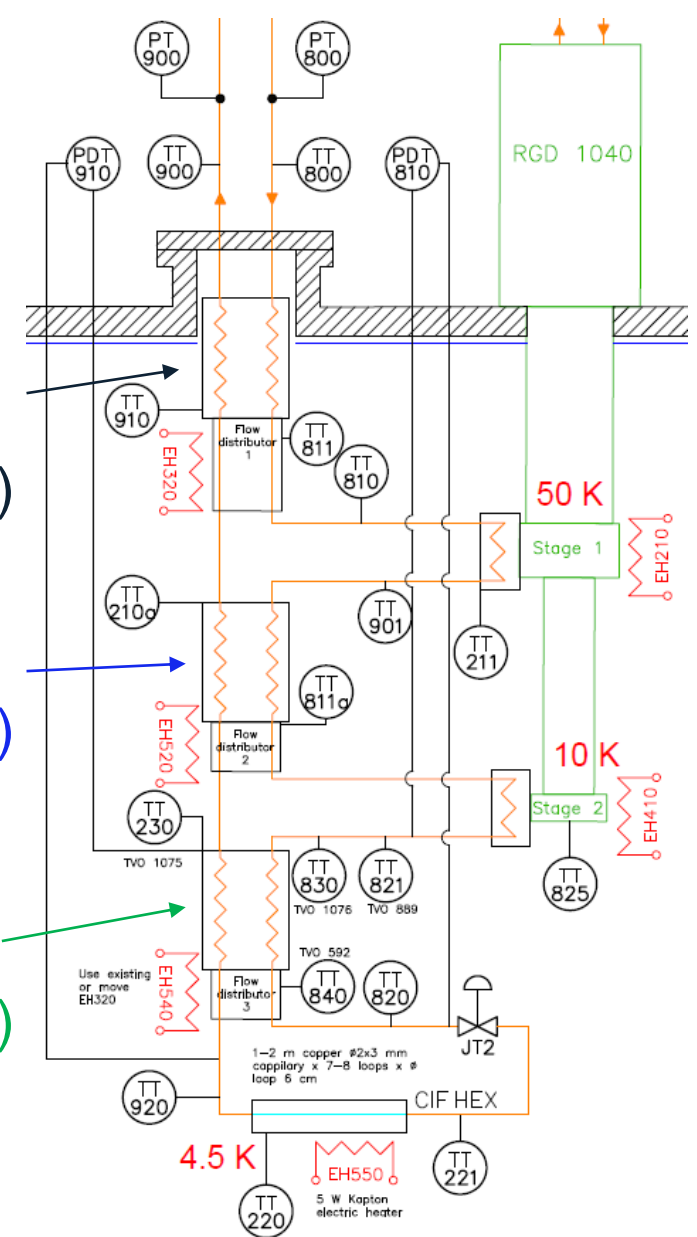 PT
900
PT
800
PDT
910
TT
900
TT
800
PDT
810
RGD 1040
TT
910
Flow
distributor
1
TT
811
EH320
TT
810
)
50 K
Stage 1
EH210
TT
210a
TT
901
TT
211
TT
811a
EH520
Flow
distributor
2
)
10 K
Stage 2
EH410
TT
230
TVO 1075
TT
830
TVO 1076
TT
821
TVO 889
TT
825
TVO 592
Use existing
or move
EH320
EH540
Flow
distributor
3
TT
840
TT
820
)
JT2
1-2 m copper ø2x3 mm
cappilary x 7-8 loops x ø
loop 6 cm
TT
920
CIF HEX
4.5 K
EH550
TT
221
TT
220
5 W Kapton
electric heater